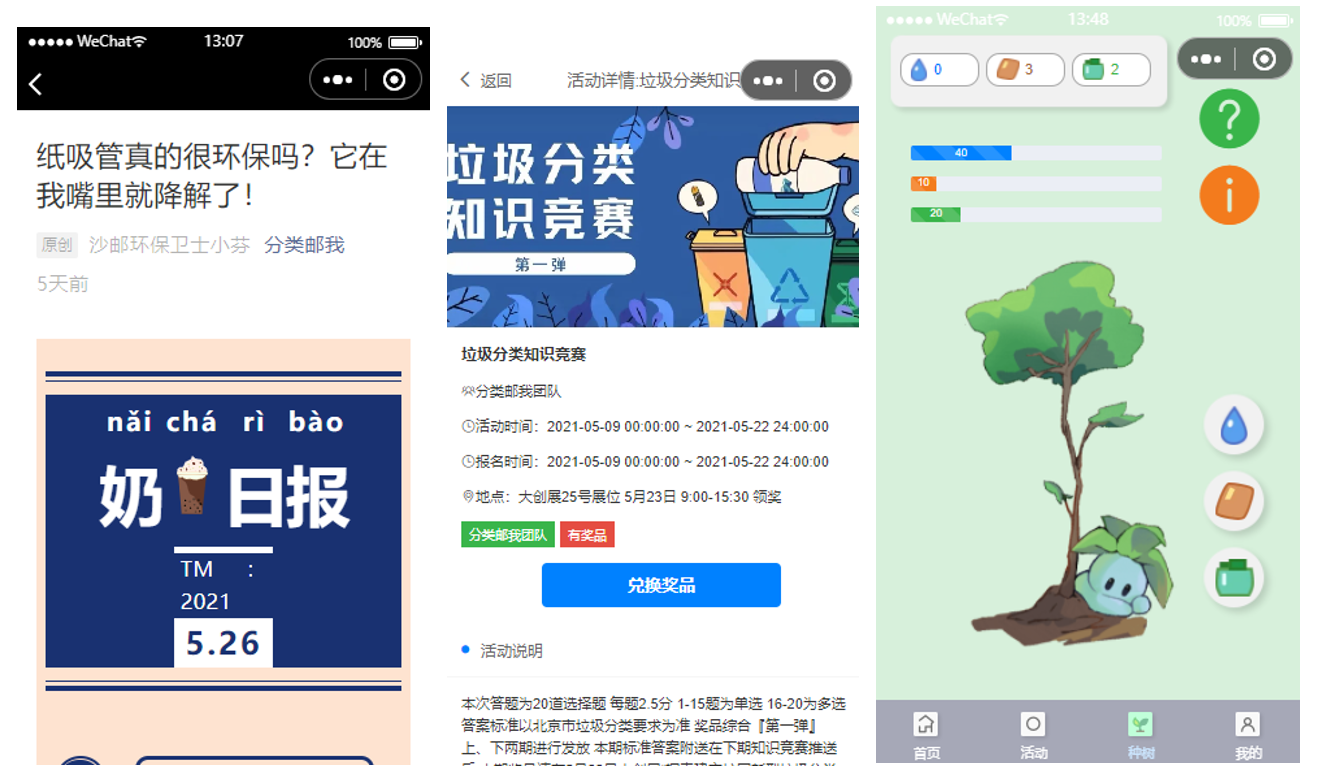 WeChat 13:07 100%
纸吸管真的很环保吗？它在
我嘴里就降解了！
原创 沙邮环保卫士小芬 分类邮我
5天前
nǎi chá rì bào
奶 日报
TM :
2021
5.26
返回 活动详情:垃圾分类知识
垃圾分类
知识竞赛
第一弹
垃圾分类知识竞赛
分类邮我团队
活动时间：2021-05-09 00:00:00 ~ 2021-05-22 24:00:00
报名时间：2021-05-09 00:00:00 ~ 2021-05-22 24:00:00
地点：大创展25号展位 5月23日 9:00-15:30 领奖
分类邮我团队 有奖品
兑换奖品
活动说明
本次答题为20道选择题 每题2.5分 1-15题为单选 16-20为多选
答案标准以北京市垃圾分类要求为准 奖品综合『第一弹』
上、下两期进行发放 本期标准答案附送在下期知识竞赛推送
WeChat 13:48 100%
0 3 2
?
i
40
10
20
首页 活动 种树 我的